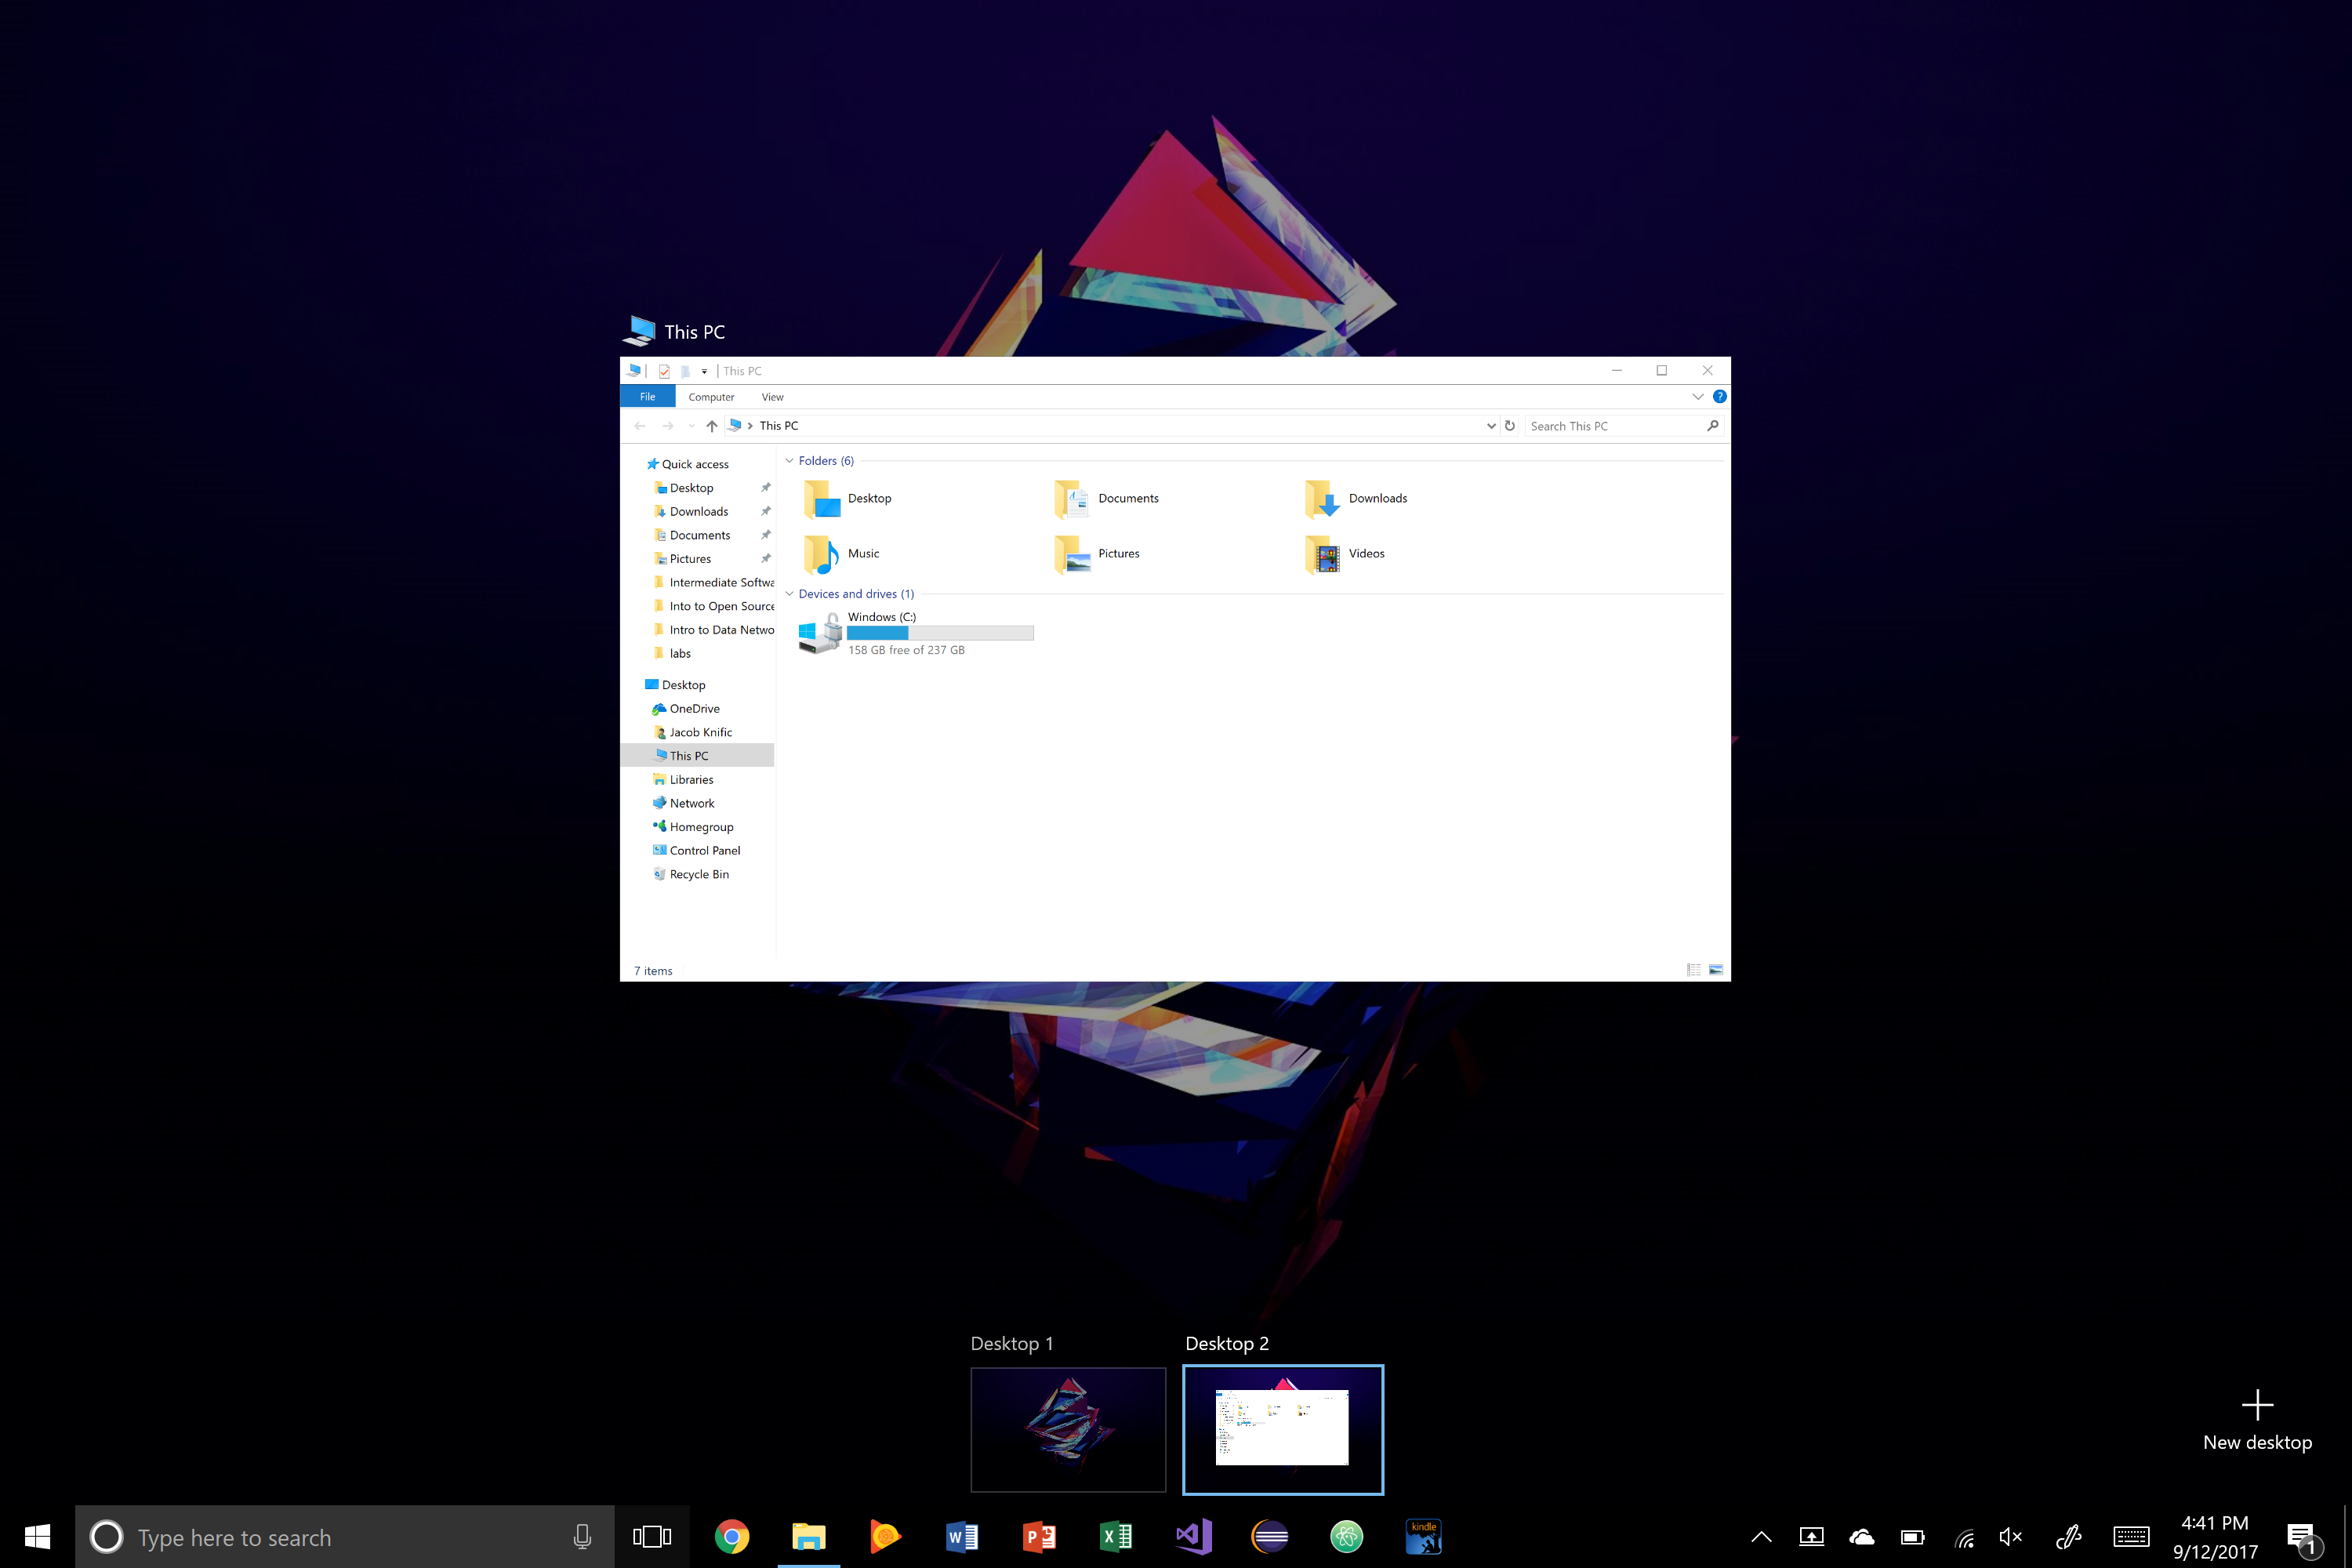 This PC
This PC
File Computer View
This PC
Search This PC
Quick access
Desktop
Downloads
Documents
Pictures
Intermediate Softwa
Into to Open Source
Intro to Data Netwo
labs
Desktop
OneDrive
Jacob Knific
This PC
Libraries
Network
Homegroup
Control Panel
Recycle Bin
Folders (6)
Desktop
Documents
Downloads
Music
Pictures
Videos
Devices and drives (1)
Windows (C:)
158 GB free of 237 GB
7 items
Desktop 1
Desktop 2
New desktop
Type here to search
kindle
4:41 PM
9/12/2017
1